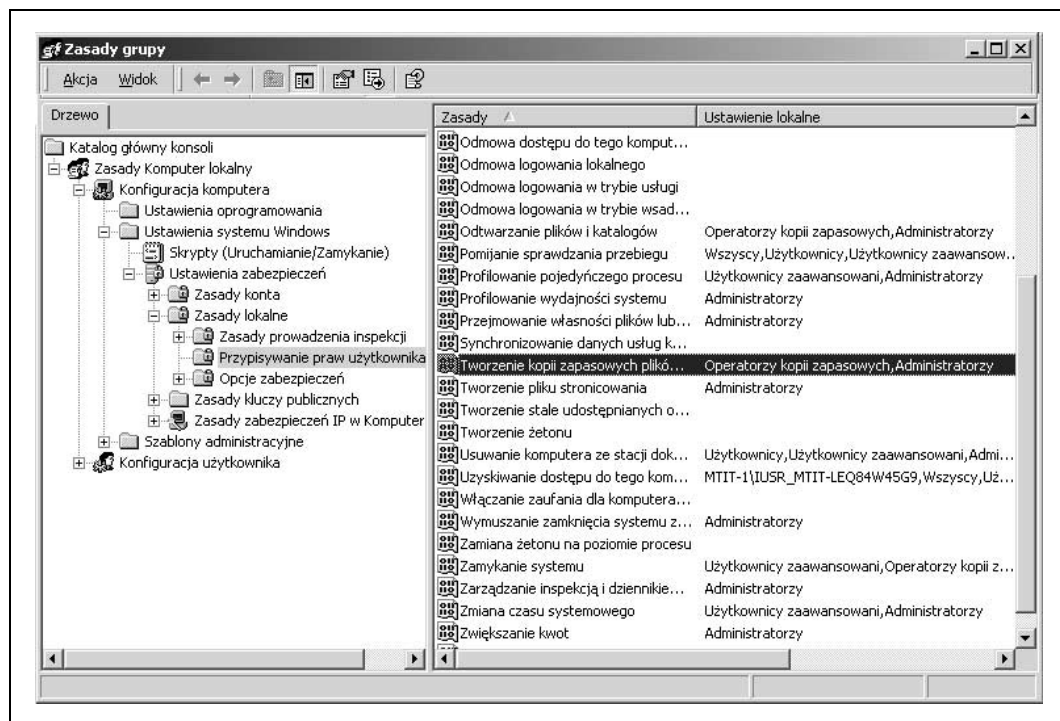 Zasady grupy
Akcja Widok
Drzewo
Katalog główny konsoli
Zasady Komputer lokalny
Konfiguracja komputera
Ustawienia oprogramowania
Ustawienia systemu Windows
Skrypty (Uruchamianie/Zamykanie)
Ustawienia zabezpieczeń
Zasady konta
Zasady lokalne
Zasady prowadzenia inspekcji
Przypisywanie praw użytkownika
Opcje zabezpieczeń
Zasady kluczy publicznych
Zasady zabezpieczeń IP w Komputer
Szablony administracyjne
Konfiguracja użytkownika
Zasady Ustawienie lokalne
Odmowa dostępu do tego komput...
Odmowa logowania lokalnego
Odmowa logowania w trybie usługi
Odmowa logowania w trybie wsad...
Odtwarzanie plików i katalogów Operatorzy kopii zapasowych,Administratorzy
Pomijanie sprawdzania przebiegu Wszyscy,Użytkownicy,Użytkownicy zaawansow..
Profilowanie pojedyńczego procesu Użytkownicy zaawansowani,Administratorzy
Profilowanie wydajności systemu Administratorzy
Przejmowanie własności plików lub... Administratorzy
Synchronizowanie danych usług k...
Tworzenie kopii zapasowych plikó... Operatorzy kopii zapasowych,Administratorzy
Tworzenie pliku stronicowania Administratorzy
Tworzenie stale udostępnianych o...
Tworzenie żetonu
Usuwanie komputera ze stacji dok... Użytkownicy,Użytkownicy zaawansowani,Admi...
Uzyskiwanie dostępu do tego kom... MTIT-1\IUSR_MTIT-LEQ84W45G9,Wszyscy,Uż...
Włączanie zaufania dla komputera...
Wymuszanie zamknięcia systemu z... Administratorzy
Zamiana żetonu na poziomie procesu
Zamykanie systemu Użytkownicy zaawansowani,Operatorzy kopii z...
Zarządzanie inspekcją i dziennikie... Administratorzy
Zmiana czasu systemowego Użytkownicy zaawansowani,Administratorzy
Zwiększanie kwot Administratorzy